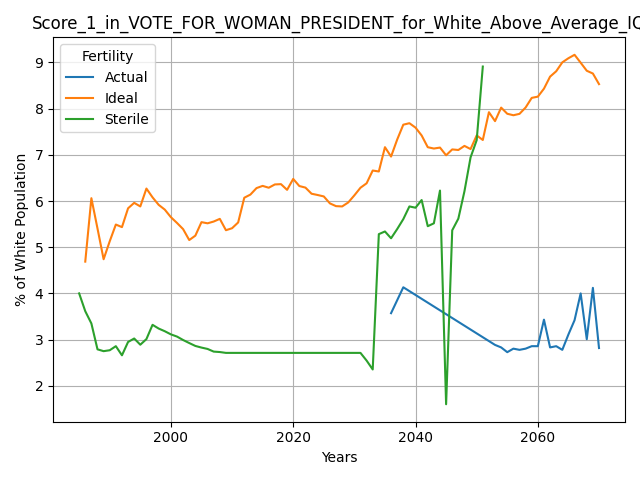 Score_1_in_VOTE_FOR_WOMAN_PRESIDENT_for_White_Above_Average_IQ
Fertility
Actual
Ideal
Sterile
% of White Population
9
8
7
6
5
4
3
2
2000
2020
2040
2060
Years